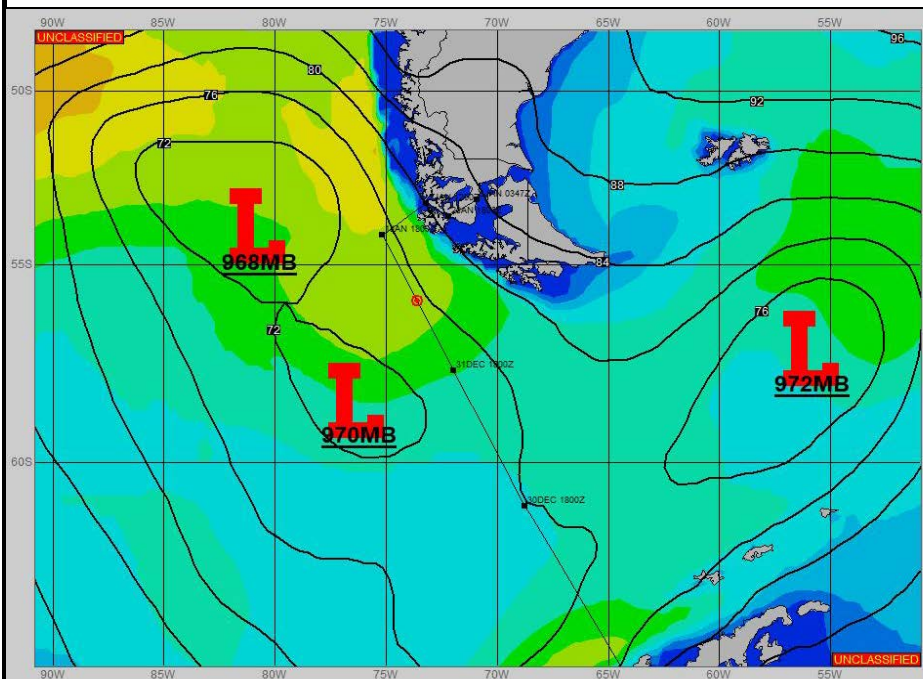 90W 85W 80W 75W 70W 65W 60W 55W
UNCLASSIFIED
96
80
50S
76
92
72
88
0347Z
L
968MB
55S
84
76
72
L
972MB
31DEC 1800Z
L
970MB
60S
30DEC 1800Z
UNCLASSIFIED
90W 85W 80W 75W 70W 65W 60W 55W